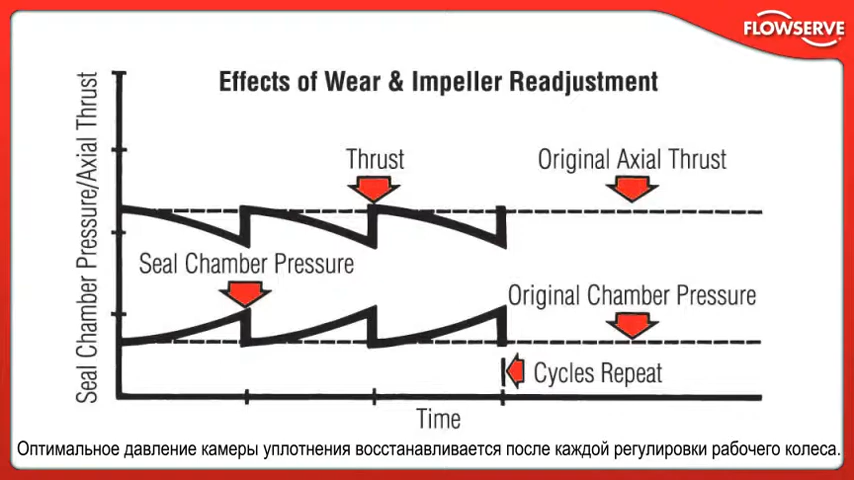 FLOWSERVE
Effects of Wear & Impeller Readjustment
Seal Chamber Pressure/Axial Thrust
Thrust
Original Axial Thrust
Seal Chamber Pressure
Original Chamber Pressure
Cycles Repeat
Time
Оптимальное давление камеры уплотнения восстанавливается после каждой регулировки рабочего колеса.